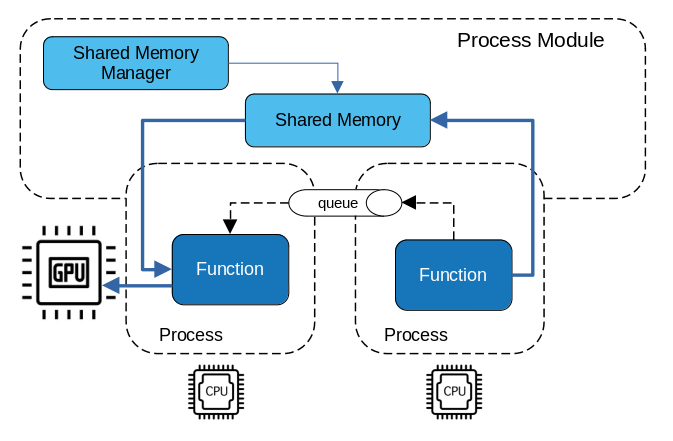 Process Module
Shared Memory
Manager
Shared Memory
queue
GPU
Function
Function
Process
Process
CPU
CPU